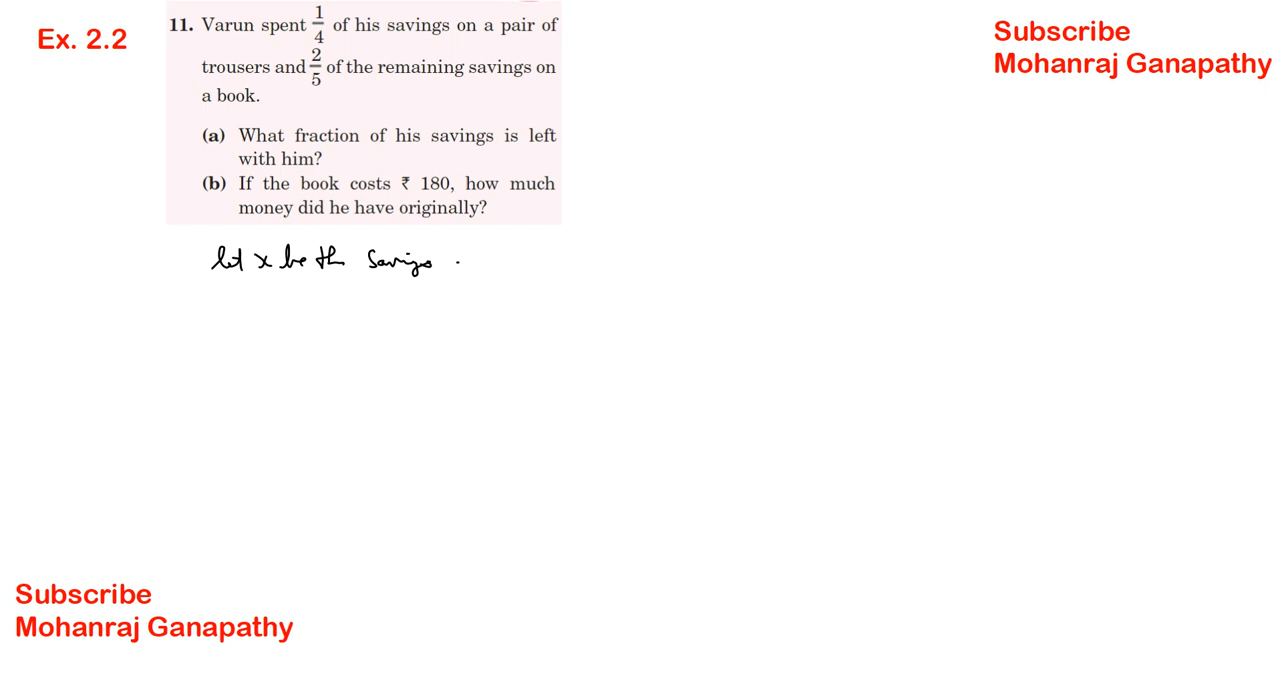 Ex. 2.2
11. Varun spent 1/4 of his savings on a pair of
trousers and 2/5 of the remaining savings on
a book.
(a) What fraction of his savings is left
with him?
(b) If the book costs ₹ 180, how much
money did he have originally?
let x be th savings .
Subscribe
Mohanraj Ganapathy
Subscribe
Mohanraj Ganapathy